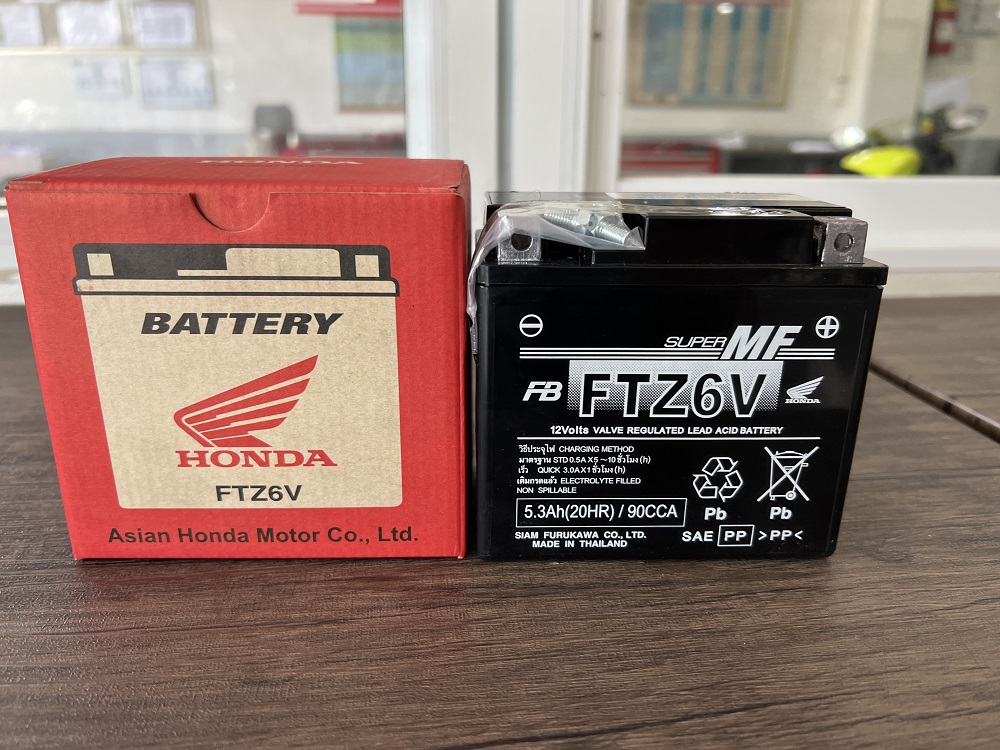 HONDA
BATTERY
HONDA
FTZ6V
Asian Honda Motor Co., Ltd.
SUPER MF
FB FTZ6V HONDA
12Volts VALVE REGULATED LEAD ACID BATTERY
วิธีประจุไฟ CHARGING METHOD
มาตรฐาน STD 0.5A X 5 ~ 10 ชั่วโมง (h)
เร็ว QUICK 3.0A X 1 ชั่วโมง (h)
เติมกรดแล้ว ELECTROLYTE FILLED
NON SPILLABLE
5.3Ah(20HR) / 90CCA
Pb Pb
SIAM FURUKAWA CO., LTD.
MADE IN THAILAND
SAE PP >PP<